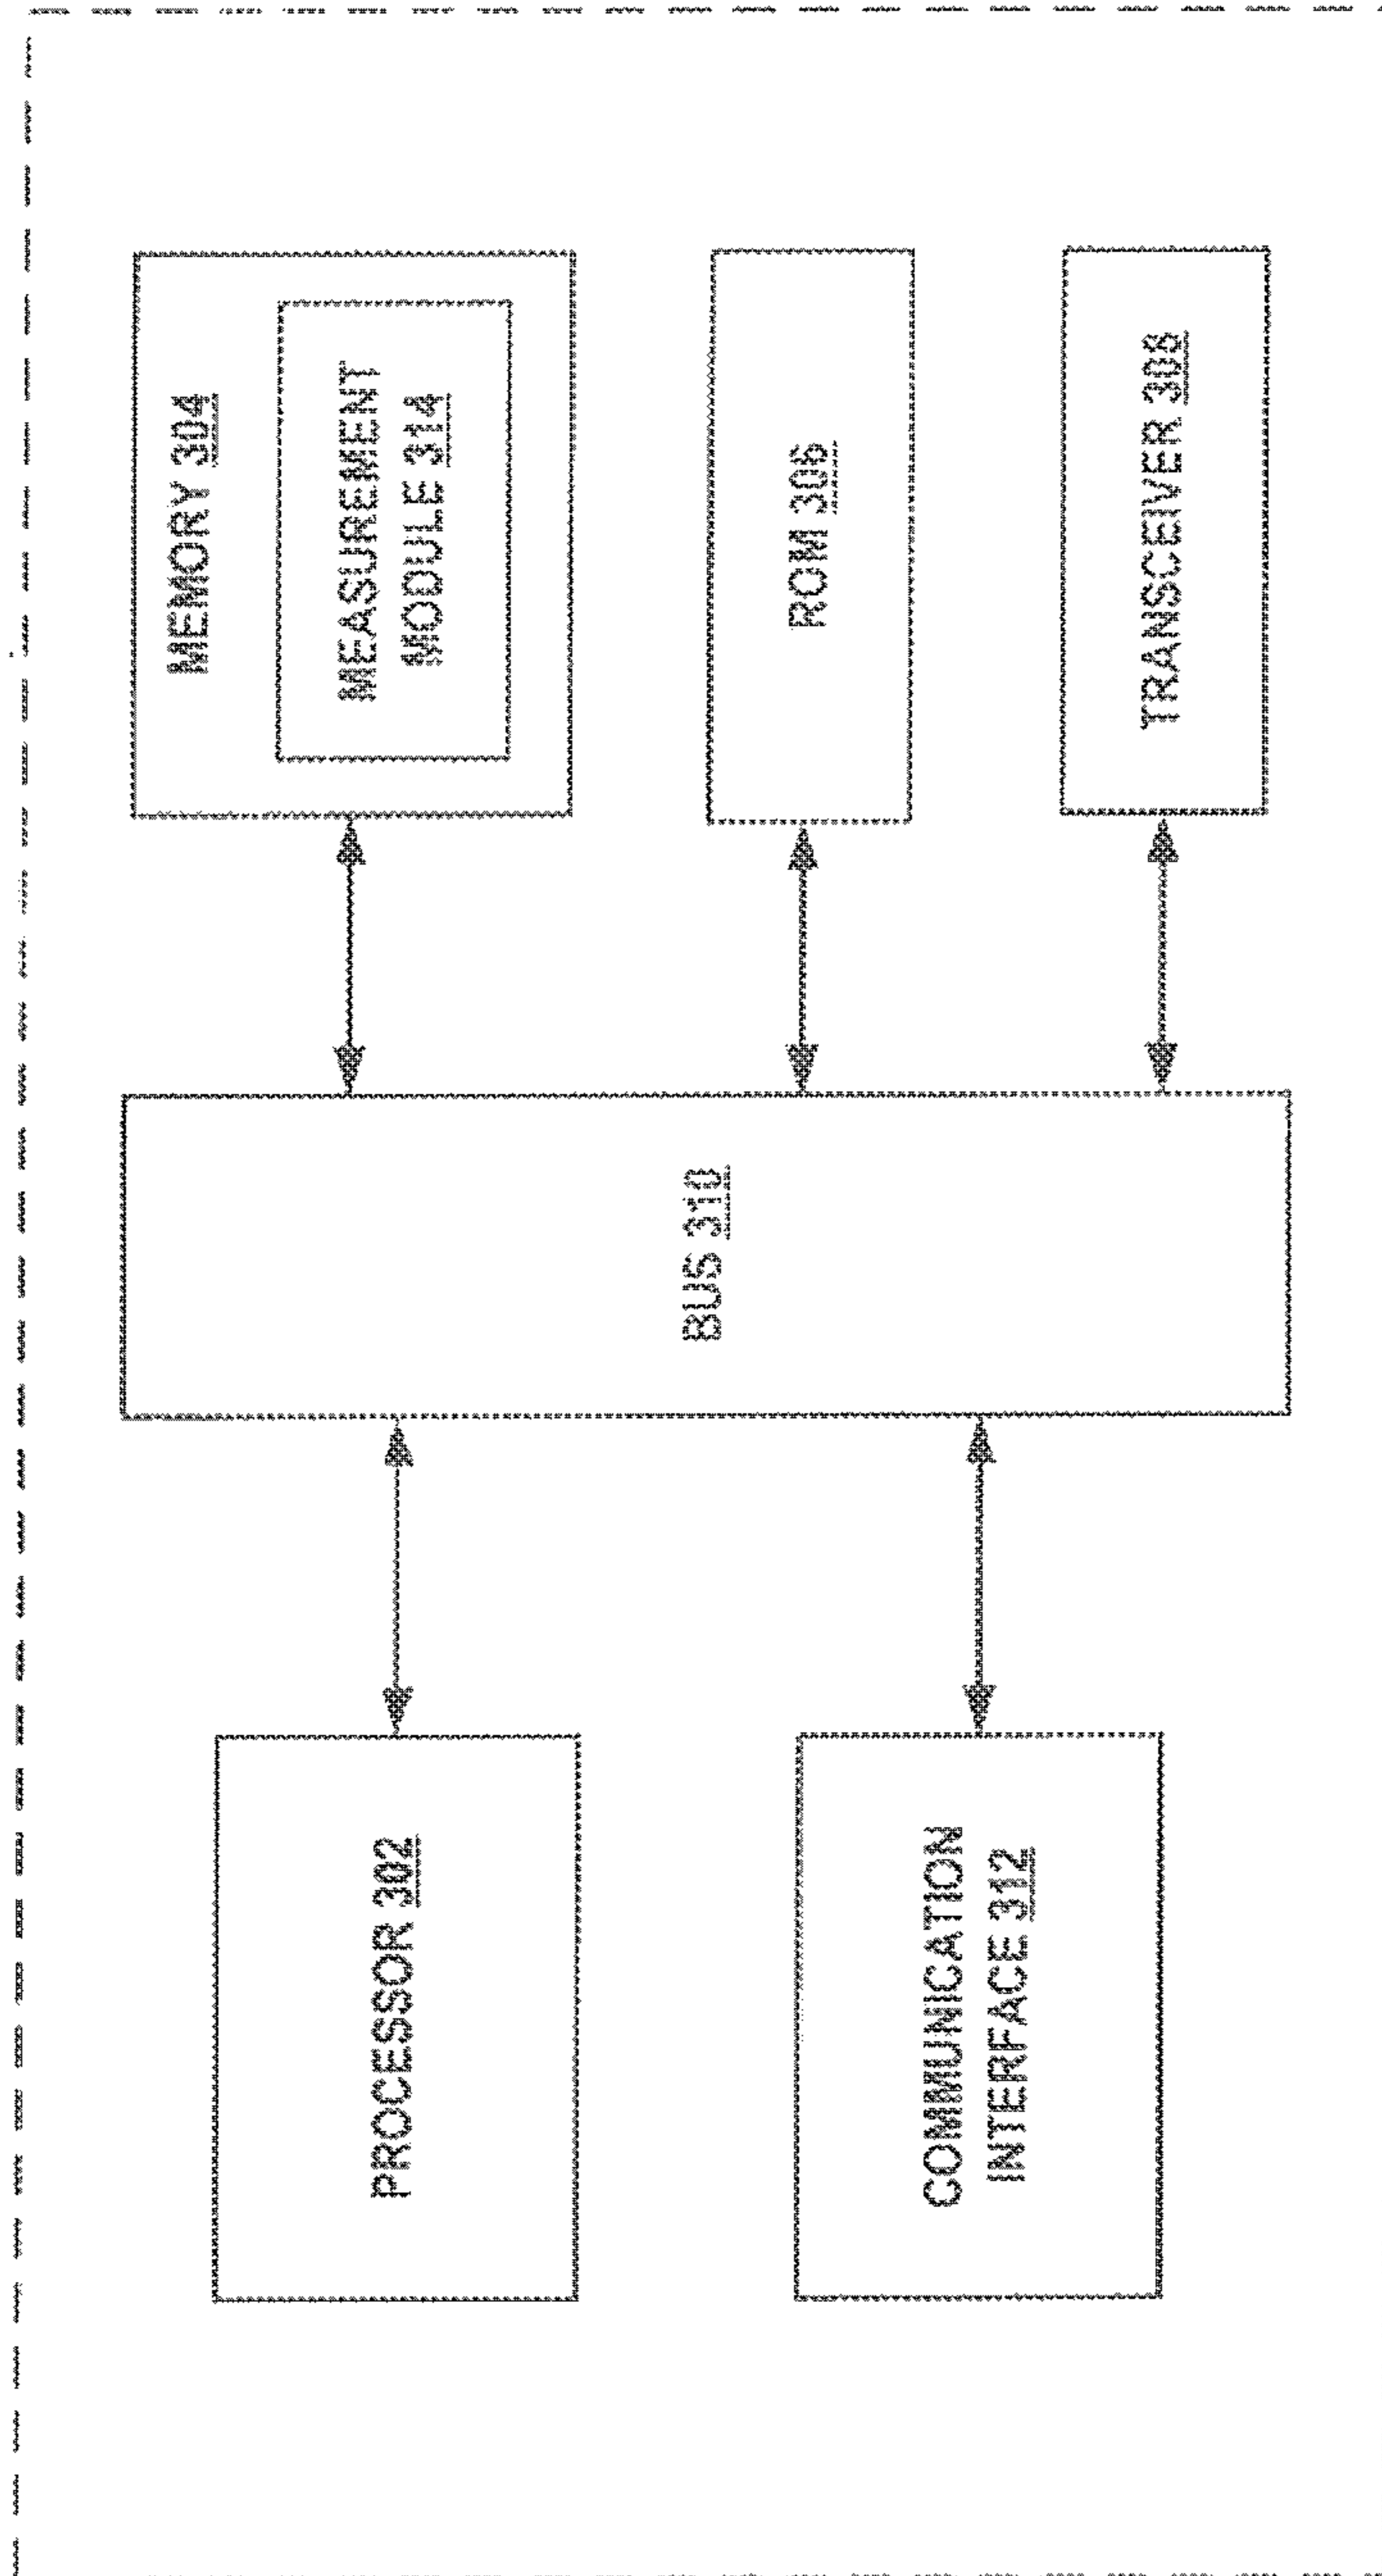 MEMORY 304
MEASUREMENT
MODULE 314
ROM 306
TRANSCEIVER 308
BUS 310
PROCESSOR 302
COMMUNICATION
INTERFACE 312